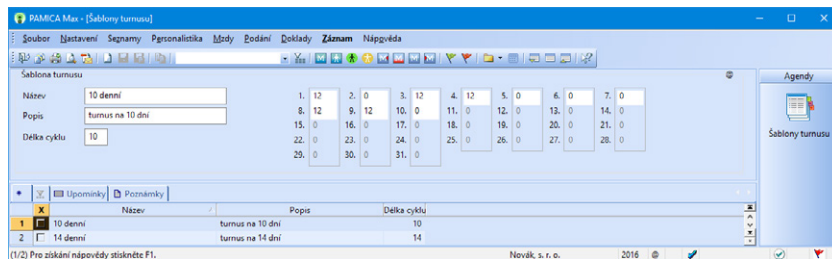 PAMICA Max - [Šablony turnusu]
Soubor Nastavení Seznamy Personalistika Mzdy Podání Doklady Záznam Nápověda
Šablona turnusu @ Agendy
Název 10 denní 1. 12 2. 0 3. 12 4. 12 5. 0 6. 0 7. 0
Popis turnus na 10 dní 8. 12 9. 12 10. 0 11. 0 12. 0 13. 0 14. 0
15. 0 16. 0 17. 0 18. 0 19. 0 20. 0 21. 0
Délka cyklu 10 22. 0 23. 0 24. 0 25. 0 26. 0 27. 0 28. 0
Šablony turnusu
29. 0 30. 0 31. 0
Upomínky Poznámky
X Název Popis Délka cyklu
1 10 denní turnus na 10 dní 10
2 14 denní turnus na 14 dní 14
(1/2) Pro získání nápovědy stiskněte F1. Novák, s. r. o. 2016 @